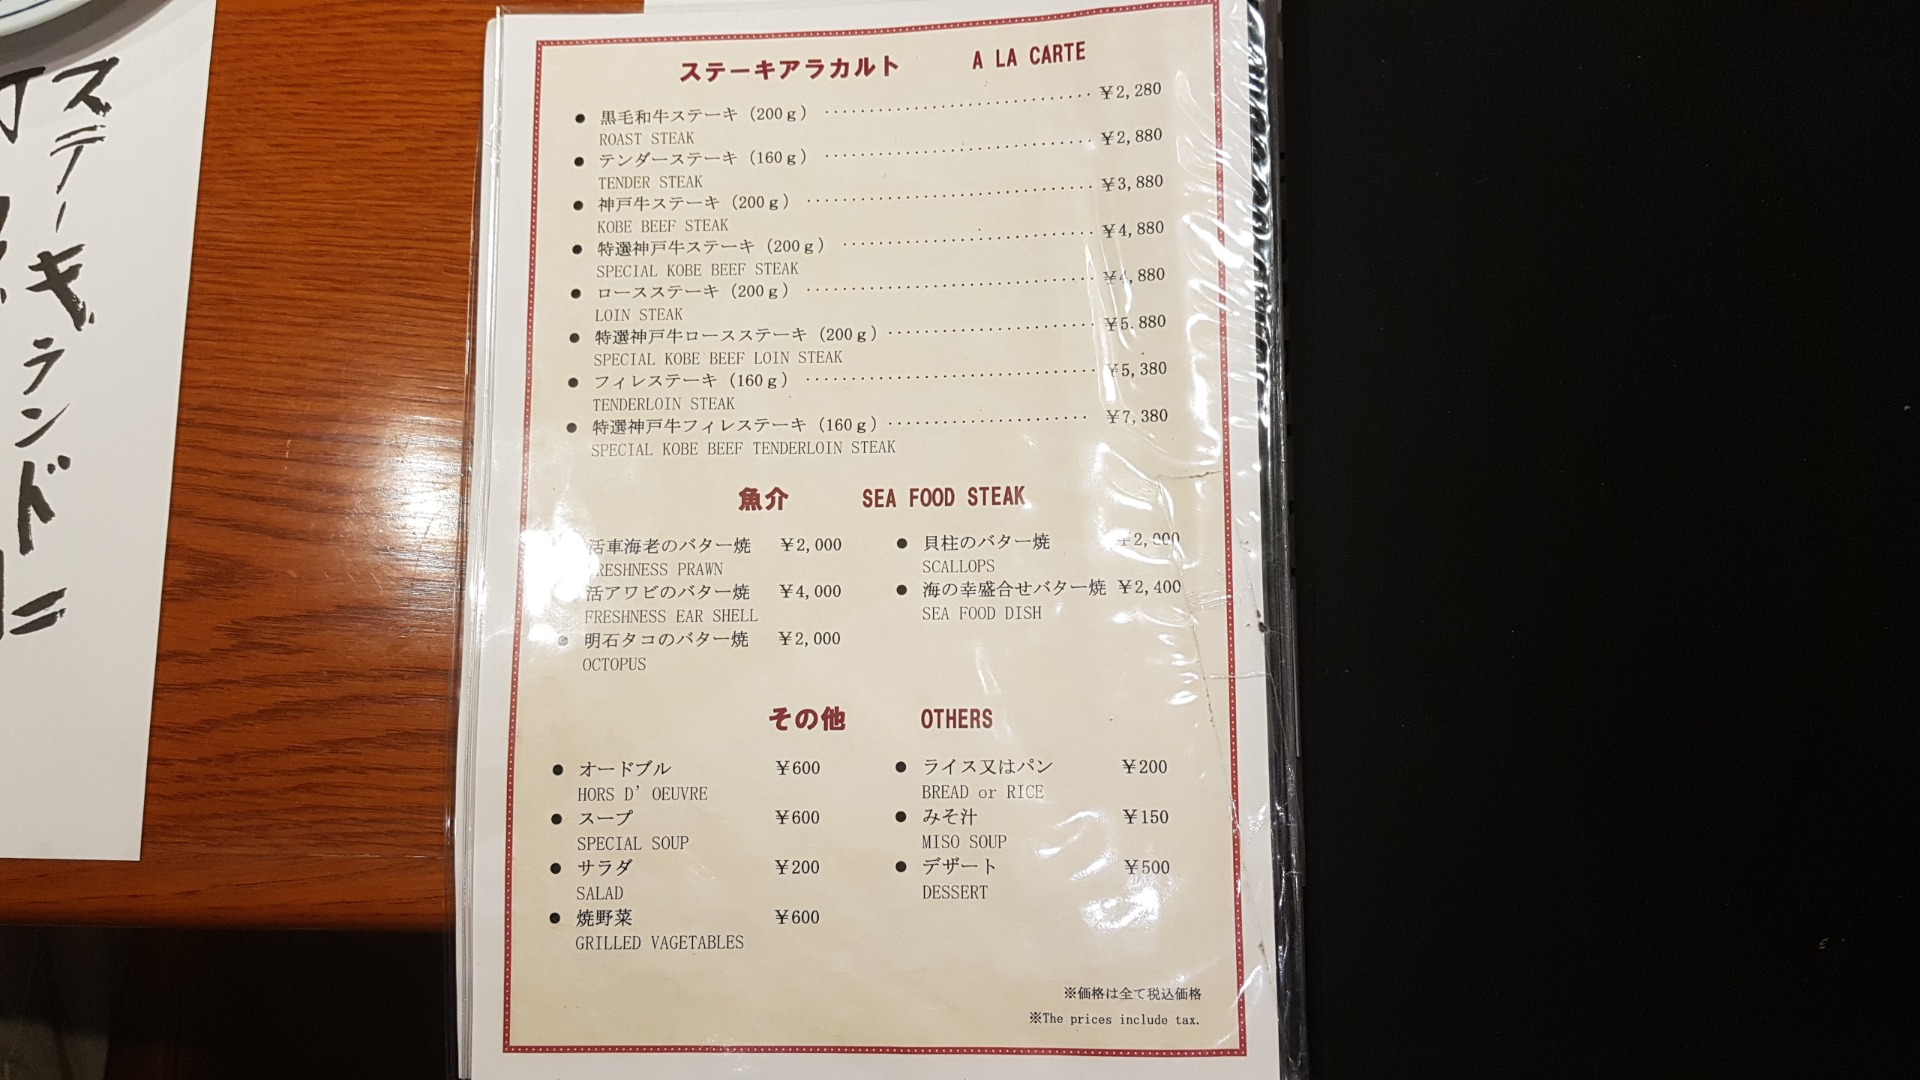 ステーキランド
ステーキアラカルト A LA CARTE
● 黒毛和牛ステーキ（200ｇ） ¥2,280
ROAST STEAK
● テンダーステーキ（160ｇ） ¥2,880
TENDER STEAK
● 神戸牛ステーキ（200ｇ） ¥3,880
KOBE BEEF STEAK
● 特選神戸牛ステーキ（200ｇ） ¥4,880
SPECIAL KOBE BEEF STEAK
● ロースステーキ（200ｇ） ¥4,880
LOIN STEAK
● 特選神戸牛ロースステーキ（200ｇ） ¥5.880
SPECIAL KOBE BEEF LOIN STEAK
● フィレステーキ（160ｇ） ¥5,380
TENDERLOIN STEAK
● 特選神戸牛フィレステーキ（160ｇ） ¥7,380
SPECIAL KOBE BEEF TENDERLOIN STEAK
魚介 SEA FOOD STEAK
活車海老のバター焼 ¥2,000
FRESHNESS PRAWN
活アワビのバター焼 ¥4,000
FRESHNESS EAR SHELL
● 明石タコのバター焼 ¥2,000
OCTOPUS
● 貝柱のバター焼 ¥2,000
SCALLOPS
● 海の幸盛合せバター焼 ¥2,400
SEA FOOD DISH
その他 OTHERS
● オードブル ¥600
HORS D' OEUVRE
● スープ ¥600
SPECIAL SOUP
● サラダ ¥200
SALAD
● 焼野菜 ¥600
GRILLED VAGETABLES
● ライス又はパン ¥200
BREAD or RICE
● みそ汁 ¥150
MISO SOUP
● デザート ¥500
DESSERT
※価格は全て税込価格
※The prices include tax.